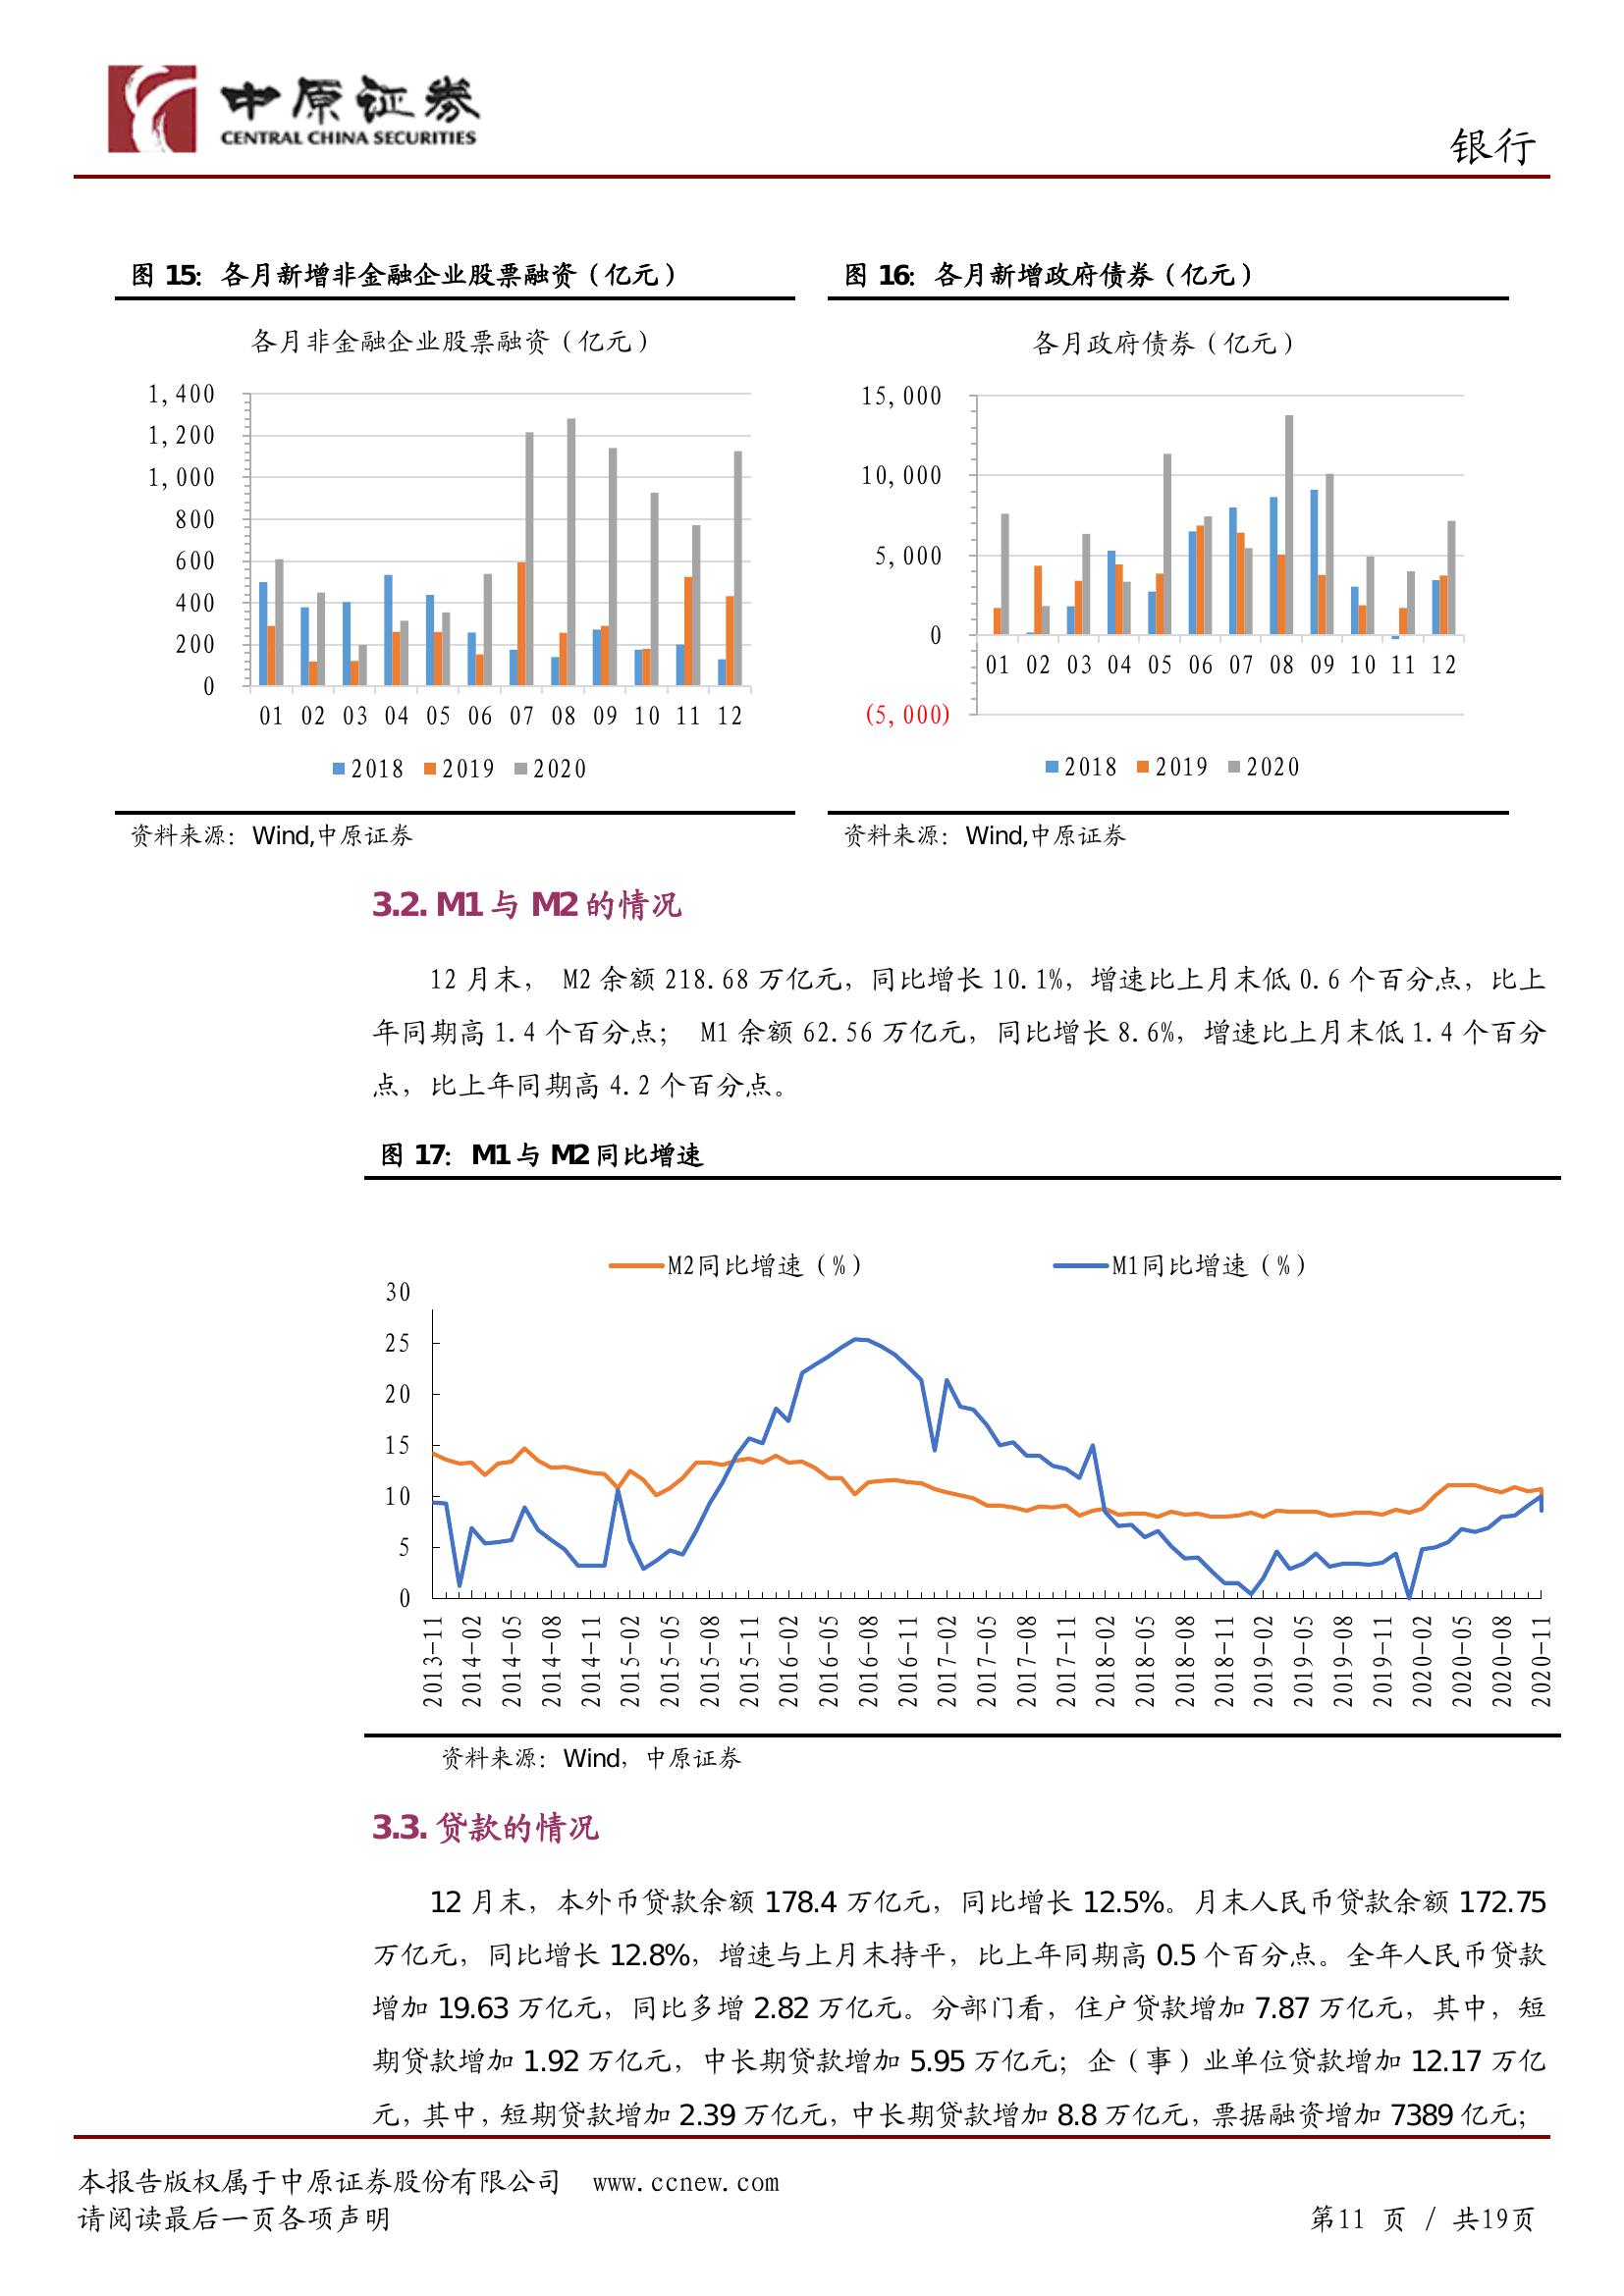 中原证券
CENTRAL CHINA SECURITIES
银行
图 15：各月新增非金融企业股票融资（亿元）
各月非金融企业股票融资（亿元）
1,400
1,200
1,000
800
600
400
200
0
01 02 03 04 05 06 07 08 09 10 11 12
2018 2019 2020
资料来源：Wind,中原证券
图 16：各月新增政府债券（亿元）
各月政府债券（亿元）
15,000
10,000
5,000
0
(5,000)
01 02 03 04 05 06 07 08 09 10 11 12
2018 2019 2020
资料来源：Wind,中原证券
3.2. M1 与 M2 的情况
12 月末， M2 余额 218.68 万亿元，同比增长 10.1%，增速比上月末低 0.6 个百分点，比上
年同期高 1.4 个百分点； M1 余额 62.56 万亿元，同比增长 8.6%，增速比上月末低 1.4 个百分
点，比上年同期高 4.2 个百分点。
图 17：M1 与 M2 同比增速
M2同比增速（%） M1同比增速（%）
30
25
20
15
10
5
0
2013-11 2014-02 2014-05 2014-08 2014-11 2015-02 2015-05 2015-08 2015-11 2016-02 2016-05 2016-08 2016-11 2017-02 2017-05 2017-08 2017-11 2018-02 2018-05 2018-08 2018-11 2019-02 2019-05 2019-08 2019-11 2020-02 2020-05 2020-08 2020-11
资料来源：Wind，中原证券
3.3. 贷款的情况
12 月末，本外币贷款余额 178.4 万亿元，同比增长 12.5%。月末人民币贷款余额 172.75
万亿元，同比增长 12.8%，增速与上月末持平，比上年同期高 0.5 个百分点。全年人民币贷款
增加 19.63 万亿元，同比多增 2.82 万亿元。分部门看，住户贷款增加 7.87 万亿元，其中，短
期贷款增加 1.92 万亿元，中长期贷款增加 5.95 万亿元；企（事）业单位贷款增加 12.17 万亿
元，其中，短期贷款增加 2.39 万亿元，中长期贷款增加 8.8 万亿元，票据融资增加 7389 亿元；
本报告版权属于中原证券股份有限公司 www.ccnew.com
请阅读最后一页各项声明
第11 页 / 共19页